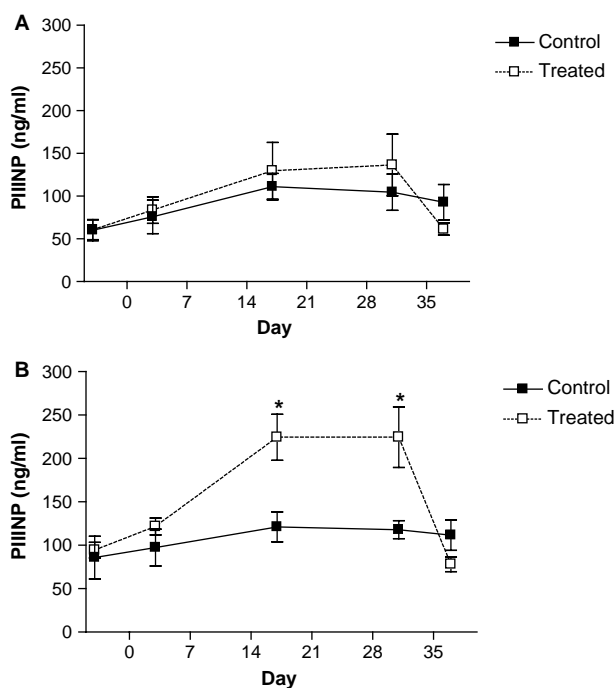 A
300
250
200
150
100
50
0
PIIINP (ng/ml)
Control
Treated
0 7 14 21 28 35
Day
B
300
250
200
150
100
50
0
PIIINP (ng/ml)
* *
Control
Treated
0 7 14 21 28 35
Day